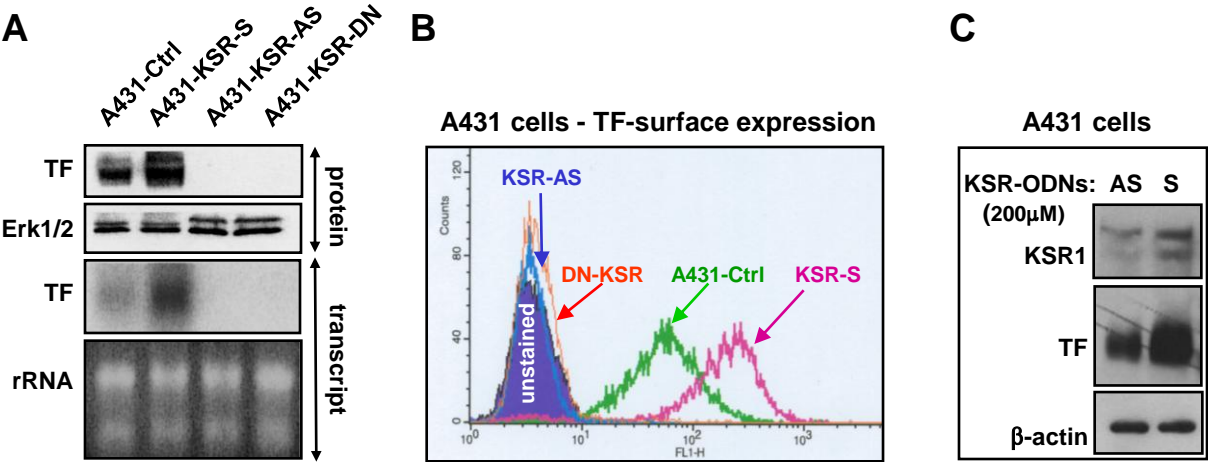 A
A431-Ctrl
A431-KSR-S
A431-KSR-AS
A431-KSR-DN
TF
Erk1/2
protein
TF
rRNA
transcript
B
A431 cells - TF-surface expression
KSR-AS
DN-KSR
A431-Ctrl
KSR-S
unstained
Counts
120
80
40
0
10⁰
10¹
10²
10³
FL1-H
C
A431 cells
KSR-ODNs: AS S
(200μM)
KSR1
TF
β-actin